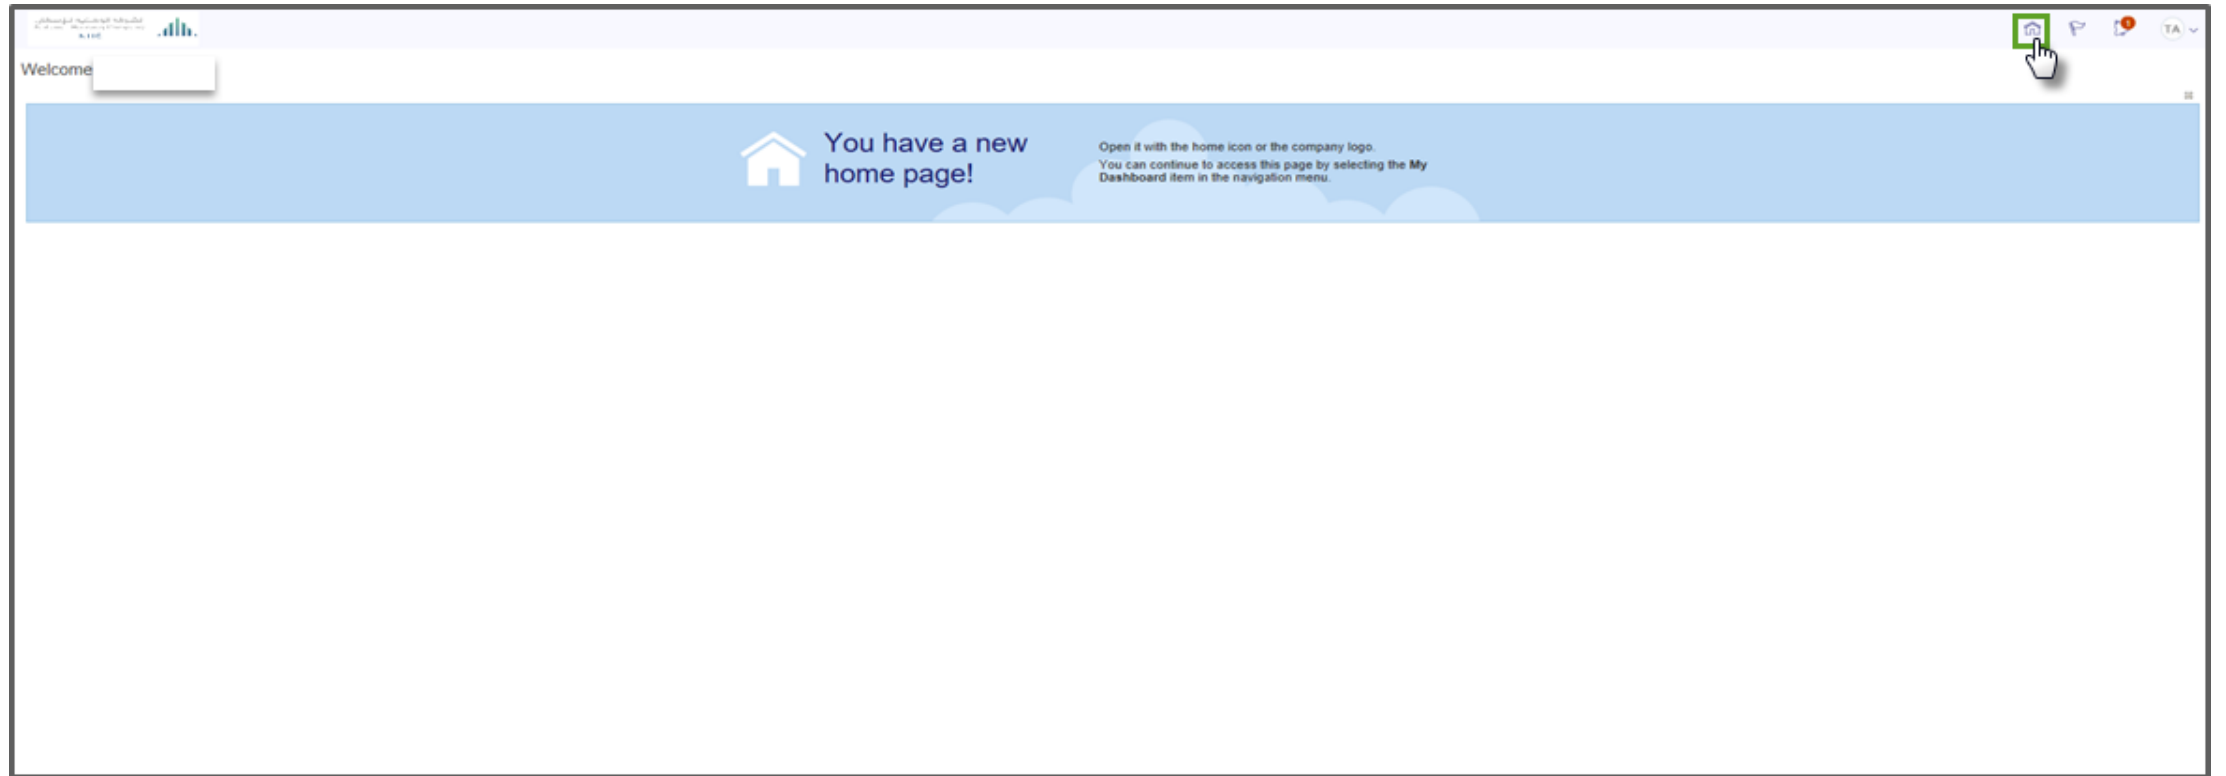 TA
Welcome
You have a new
home page!
Open it with the home icon or the company logo.
You can continue to access this page by selecting the My
Dashboard item in the navigation menu.